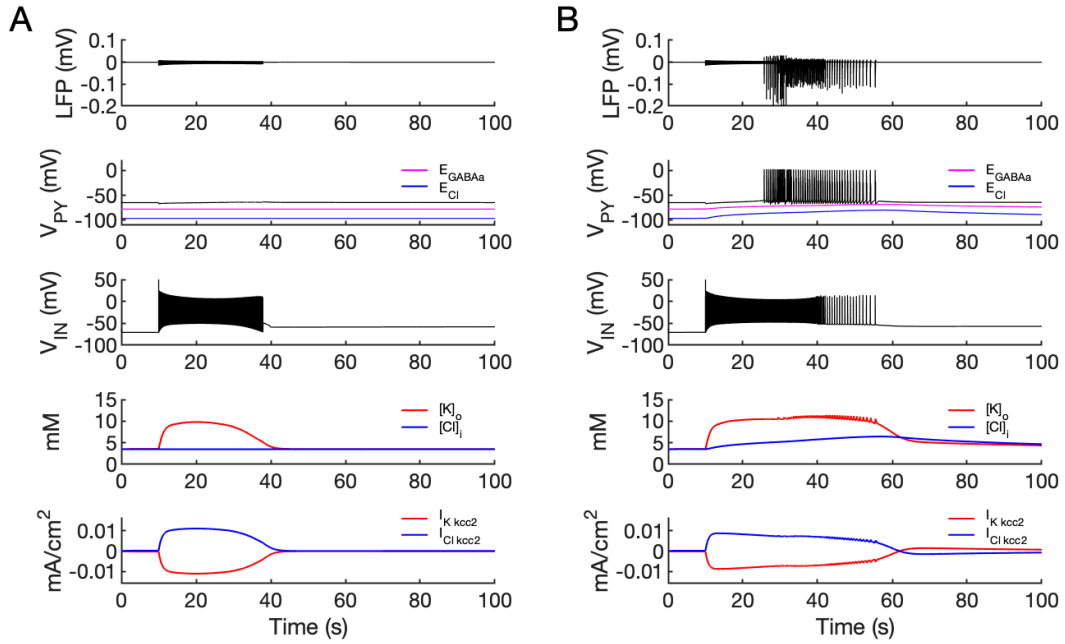 A
LFP (mV)
0.1
0
-0.1
-0.2
0 20 40 60 80 100
V_PY (mV)
0
-50
-100
E_GABAa
E_Cl
0 20 40 60 80 100
V_IN (mV)
50
0
-50
-100
0 20 40 60 80 100
mM
15
10
5
0
[K]_o
[Cl]_i
0 20 40 60 80 100
mA/cm²
0.01
0
-0.01
I_K kcc2
I_Cl kcc2
0 20 40 60 80 100
Time (s)
B
LFP (mV)
0.1
0
-0.1
-0.2
0 20 40 60 80 100
V_PY (mV)
0
-50
-100
E_GABAa
E_Cl
0 20 40 60 80 100
V_IN (mV)
50
0
-50
-100
0 20 40 60 80 100
mM
15
10
5
0
[K]_o
[Cl]_i
0 20 40 60 80 100
mA/cm²
0.01
0
-0.01
I_K kcc2
I_Cl kcc2
0 20 40 60 80 100
Time (s)